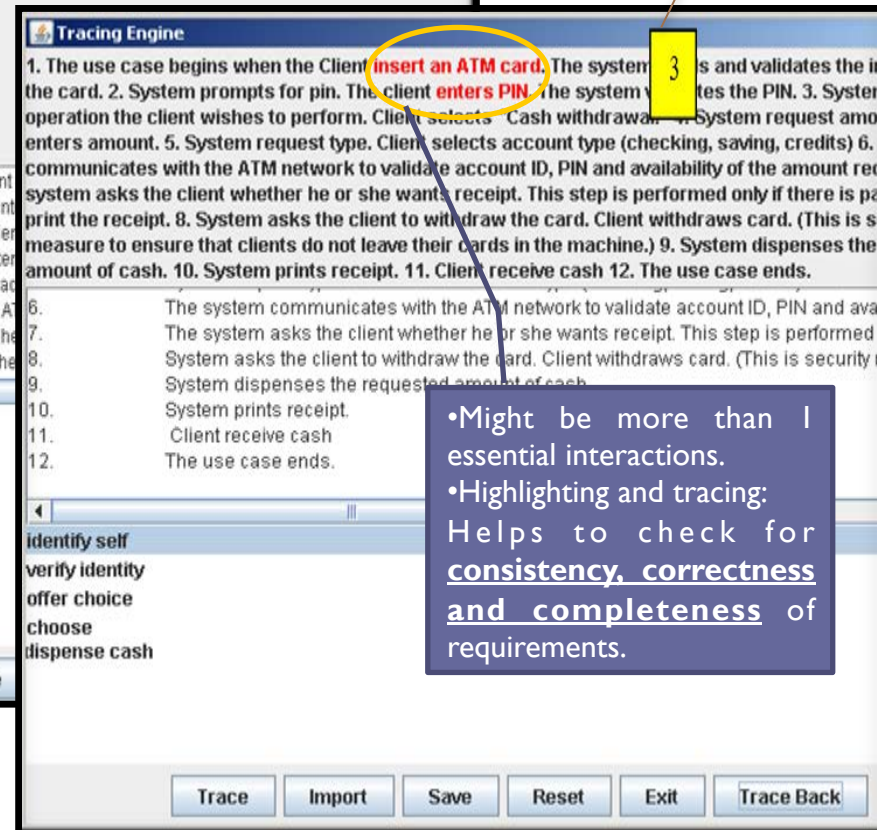 Tracing Engine
1. The use case begins when the Client insert an ATM card. The system s and validates the
the card. 2. System prompts for pin. The client enters PIN. The system tes the PIN. 3. System
operation the client wishes to perform. Client selects Cash System request
enters amount. 5. System request type. Client selects account type (checking, saving, credits) 6.
communicates with the ATM network to validate account ID, PIN and availability of the amount
system asks the client whether he or she wants receipt. This step is performed only if there is
print the receipt. 8. System asks the client to withdraw the card. Client withdraws card. (This is
measure to ensure that clients do not leave their cards in the machine.) 9. System dispenses the
amount of cash. 10. System prints receipt. 11. Client receive cash 12. The use case ends.
3
6. The system communicates with the ATM network to validate account ID, PIN and
7. The system asks the client whether he or she wants receipt. This step is performed
8. System asks the client to withdraw the card. Client withdraws card. (This is security
9. System dispenses the requested amount of cash
10. System prints receipt.
11. Client receive cash
12. The use case ends.
•Might be more than 1
essential interactions.
•Highlighting and tracing:
Helps to check for
consistency, correctness
and completeness of
requirements.
identify self
verify identity
offer choice
choose
dispense cash
Trace Import Save Reset Exit Trace Back